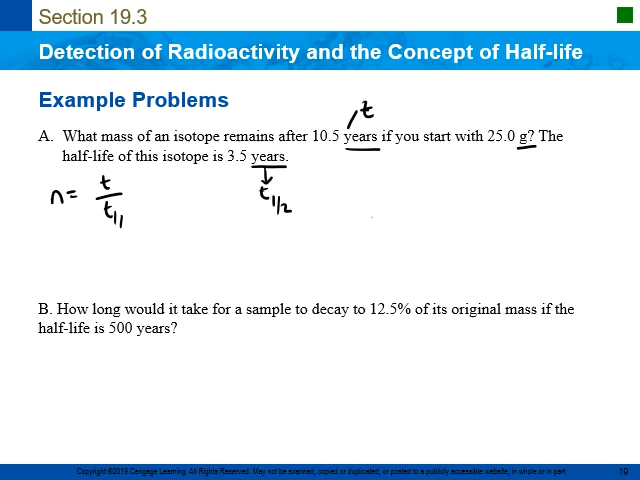 Section 19.3
Detection of Radioactivity and the Concept of Half-life
Example Problems
t
A. What mass of an isotope remains after 10.5 years if you start with 25.0 g? The
half-life of this isotope is 3.5 years.
n = t / t11
t1/2
B. How long would it take for a sample to decay to 12.5% of its original mass if the
half-life is 500 years?
Copyright ©2019 Cengage Learning. All Rights Reserved. May not be scanned, copied or duplicated, or posted to a publicly accessible website, in whole or in part.
19